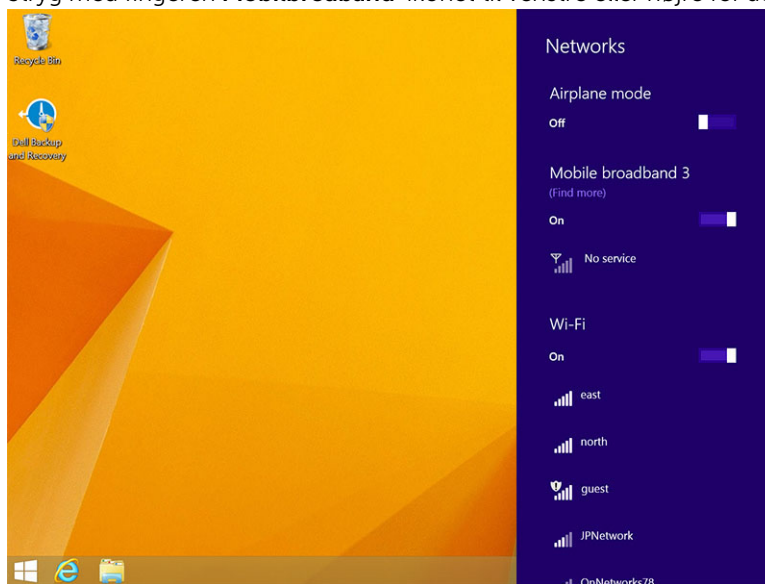 Recycle Bin
Dell Backup
and Recovery
Networks
Airplane mode
Off
Mobile broadband 3
(Find more)
On
No service
Wi-Fi
On
east
north
guest
JPNetwork